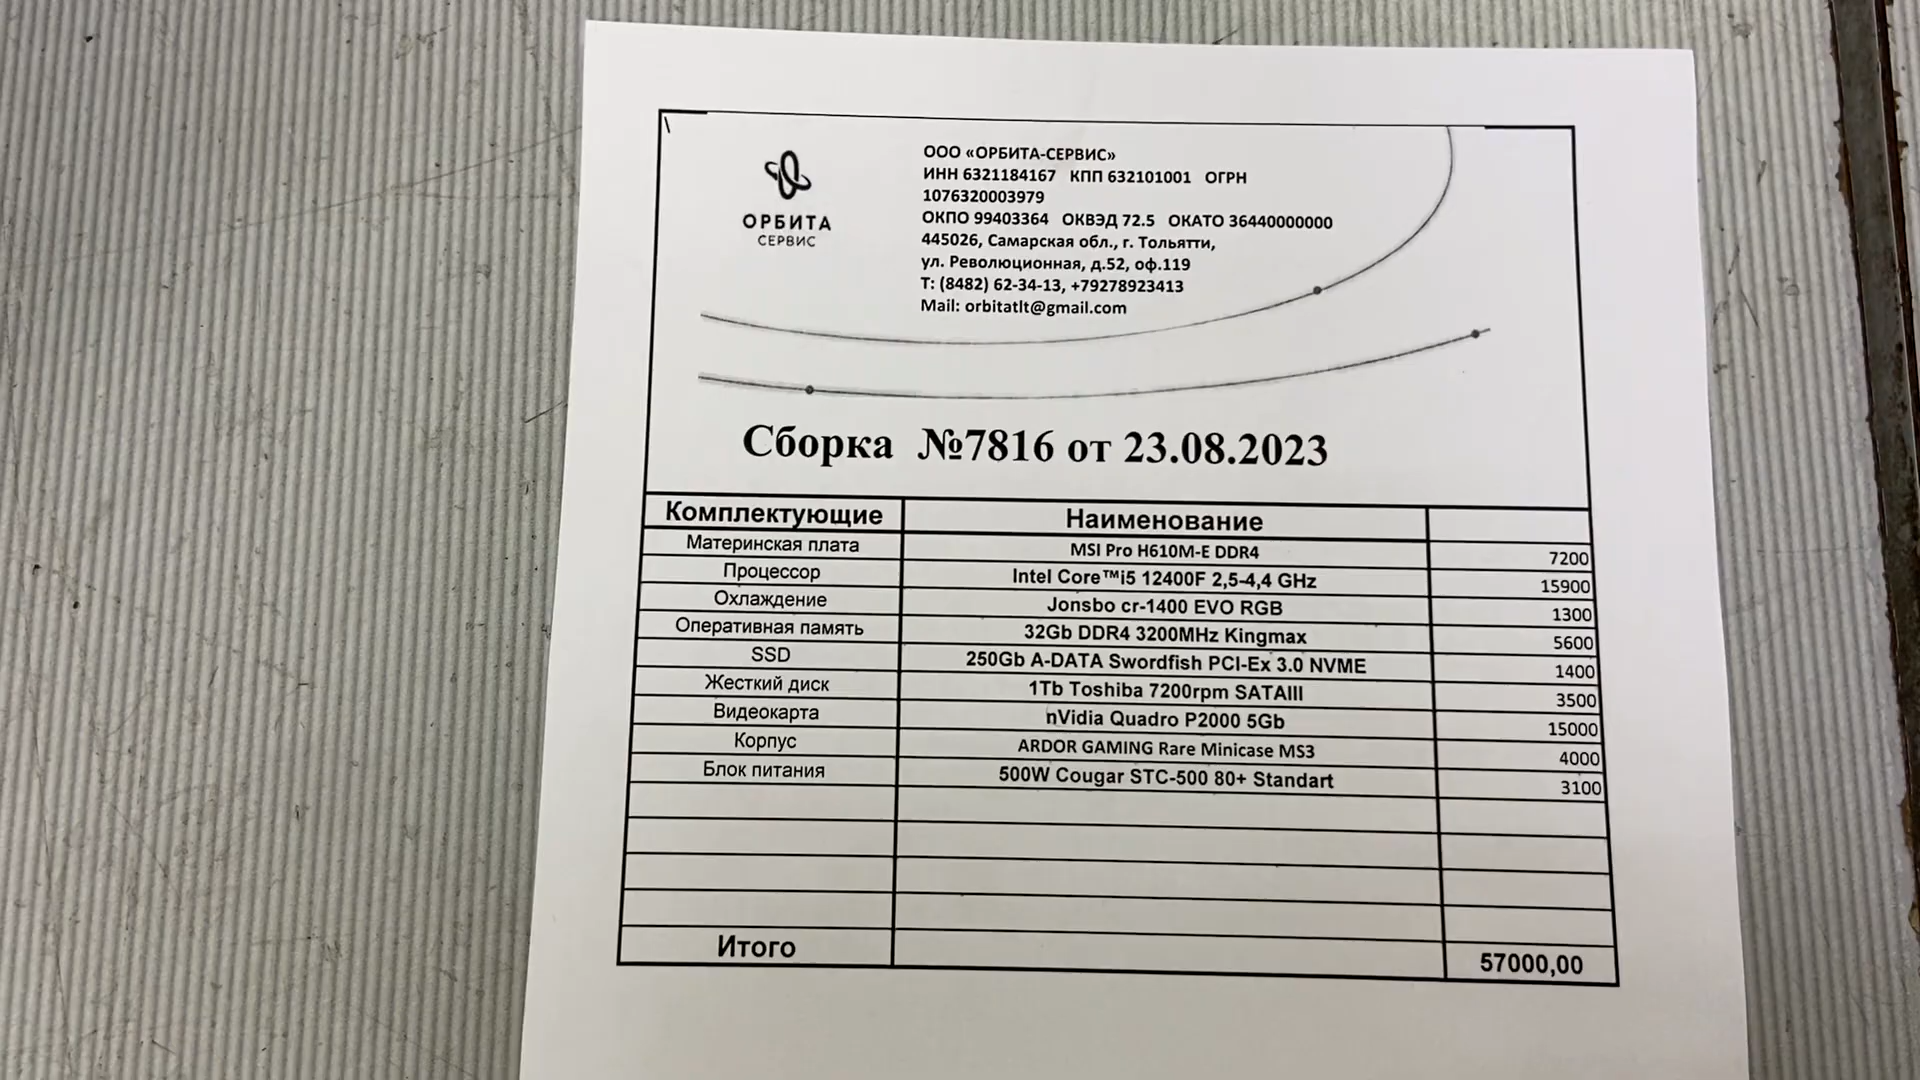 ОРБИТА
СЕРВИС
ООО «ОРБИТА-СЕРВИС»
ИНН 6321184167 КПП 632101001 ОГРН
1076320003979
ОКПО 99403364 ОКВЭД 72.5 ОКАТО 36440000000
445026, Самарская обл., г. Тольятти,
ул. Революционная, д.52, оф.119
Т: (8482) 62-34-13, +79278923413
Mail: orbitatlt@gmail.com
Сборка №7816 от 23.08.2023
Комплектующие Наименование
Материнская плата MSI Pro H610M-E DDR4 7200
Процессор Intel Core™i5 12400F 2,5-4,4 GHz 15900
Охлаждение Jonsbo cr-1400 EVO RGB 1300
Оперативная память 32Gb DDR4 3200MHz Kingmax 5600
SSD 250Gb A-DATA Swordfish PCI-Ex 3.0 NVME 1400
Жесткий диск 1Tb Toshiba 7200rpm SATAIII 3500
Видеокарта nVidia Quadro P2000 5Gb 15000
Корпус ARDOR GAMING Rare Minicase MS3 4000
Блок питания 500W Cougar STC-500 80+ Standart 3100
Итого 57000,00